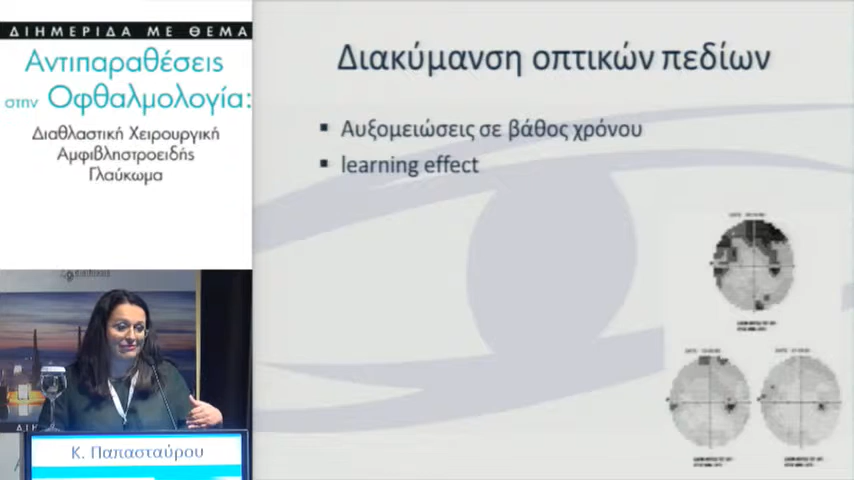 ΔΙΗΜΕΡΙΔΑ ΜΕ ΘΕΜΑ
Αντιπαραθέσεις
στην Οφθαλμολογία:
Διαθλαστική Χειρουργική
Αμφιβληστροειδής
Γλαύκωμα
Διακύμανση οπτικών πεδίων
▪ Αυξομειώσεις σε βάθος χρόνου
▪ learning effect
Κ. Παπασταύρου